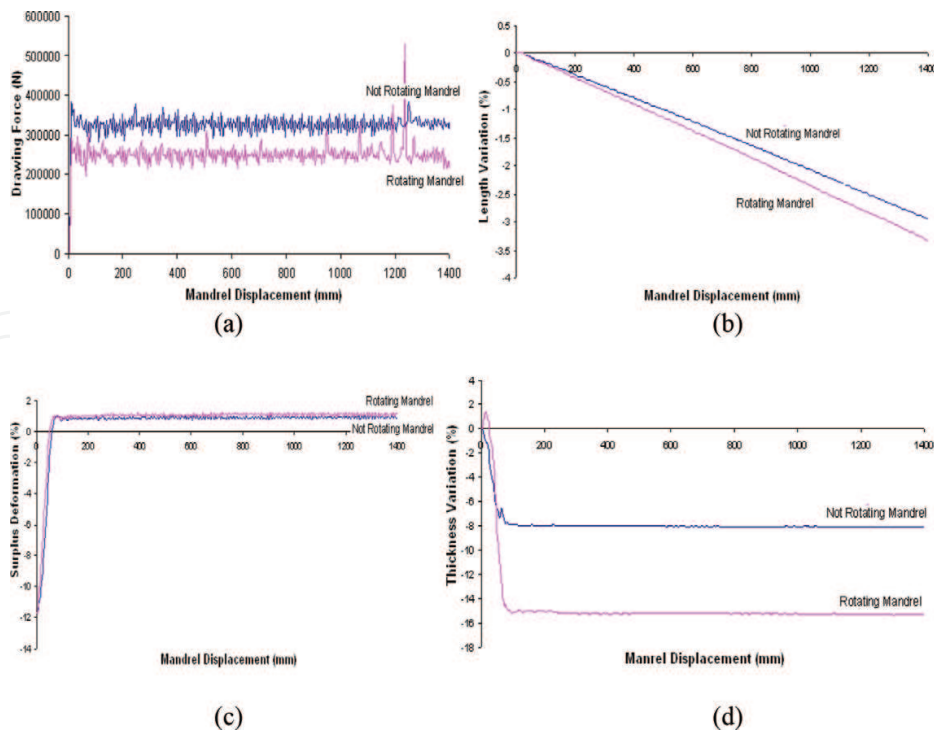 600000
500000
400000
300000
200000
100000
0
Drawing Force (N)
Not Rotating Mandrel
Rotating Mandrel
0 200 400 600 800 1000 1200 1400
Mandrel Displacement (mm)
(a)
0.5
0
-0.5
-1
-1.5
-2
-2.5
-3
-3.5
-4
Length Variation (%)
0 200 400 600 800 1000 1200 1400
Not Rotating Mandrel
Rotating Mandrel
Mandrel Displacement (mm)
(b)
2
0
-2
-4
-6
-8
-10
-12
-14
Surplus Deformation (%)
Rotating Mandrel
Not Rotating Mandrel
0 200 400 600 800 1000 1200 1400
Mandrel Displacement (mm)
(c)
4
2
0
-2
-4
-6
-8
-10
-12
-14
-16
-18
Thickness Variation (%)
0 200 400 600 800 1000 1200 1400
Not Rotating Mandrel
Rotating Mandrel
Manrel Displacement (mm)
(d)